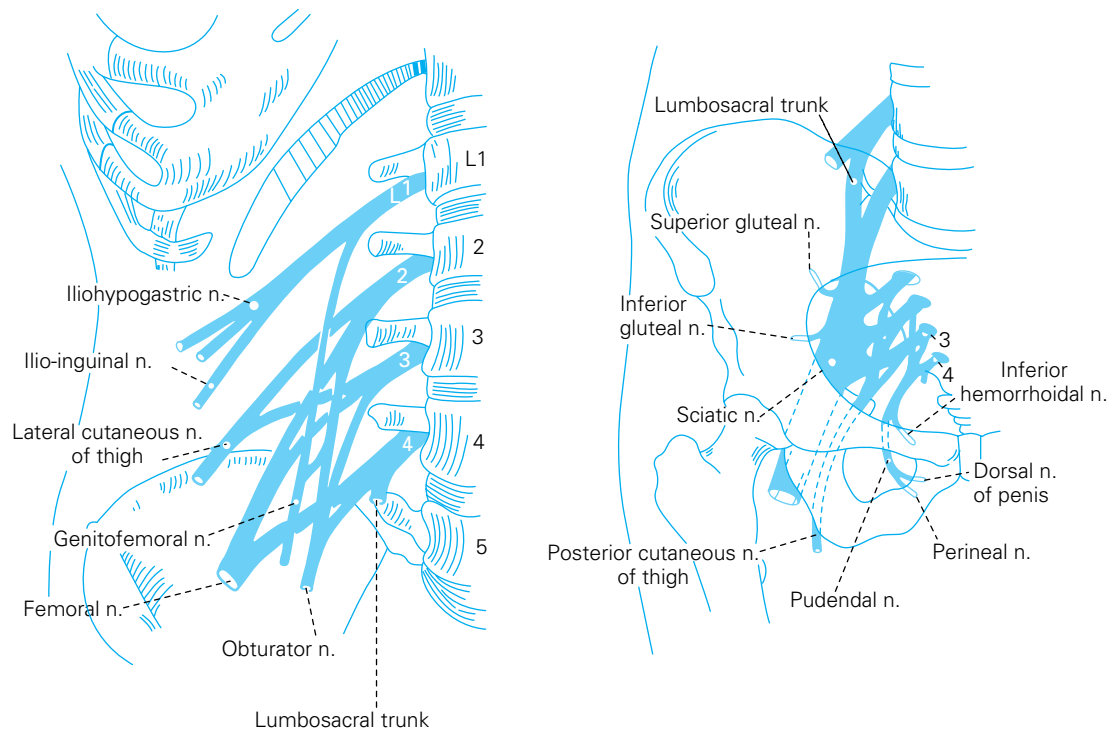 L1
L1
2
2
Iliohypogastric n.
3
3
Ilio-inguinal n.
Lateral cutaneous n.
of thigh
4
4
Genitofemoral n.
5
Femoral n.
Obturator n.
Lumbosacral trunk
Lumbosacral trunk
Superior gluteal n.
Inferior
gluteal n.
3
4
Inferior
hemorrhoidal n.
Sciatic n.
Dorsal n.
of penis
Posterior cutaneous n.
of thigh
Perineal n.
Pudendal n.